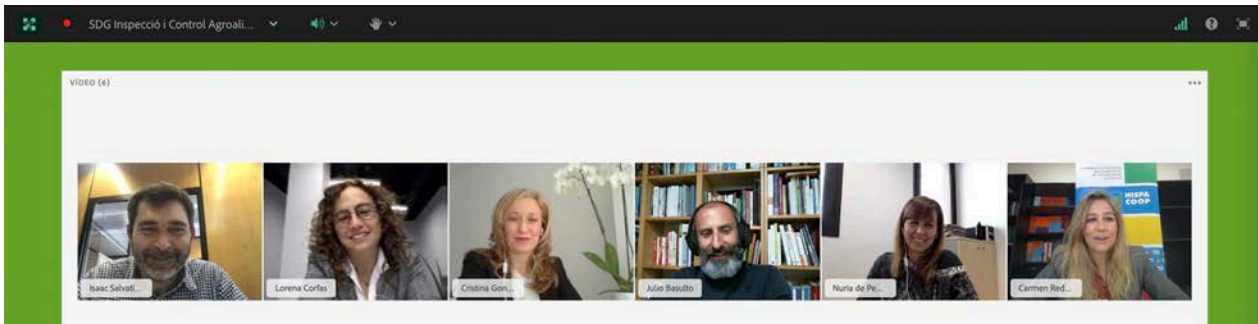 SDG Inspecció i Control Agroali...
VÍDEO (6)
HISPA
COOP
Isaac Salvati...
Lorena Corfas
Cristina Gon...
Julio Basulto
Nuria de Pe...
Carmen Red...